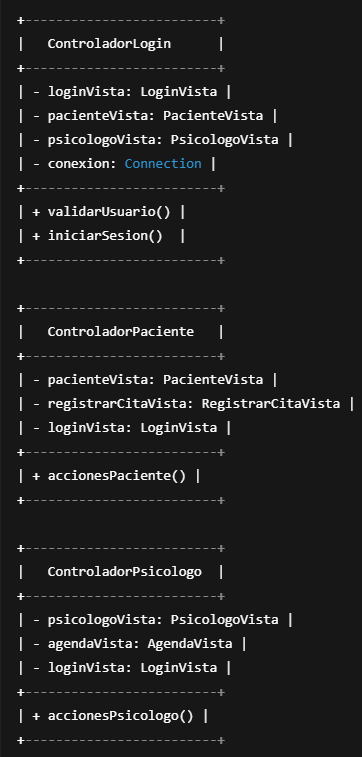 +-------------------------+
|   ControladorLogin      |
+-------------------------+
| - loginVista: LoginVista |
| - pacienteVista: PacienteVista |
| - psicologoVista: PsicologoVista |
| - conexion: Connection |
+-------------------------+
| + validarUsuario() |
| + iniciarSesion()  |
+-------------------------+

+-------------------------+
|   ControladorPaciente   |
+-------------------------+
| - pacienteVista: PacienteVista |
| - registrarCitaVista: RegistrarCitaVista |
| - loginVista: LoginVista |
+-------------------------+
| + accionesPaciente() |
+-------------------------+

+-------------------------+
|   ControladorPsicologo  |
+-------------------------+
| - psicologoVista: PsicologoVista |
| - agendaVista: AgendaVista |
| - loginVista: LoginVista |
+-------------------------+
| + accionesPsicologo() |
+-------------------------+